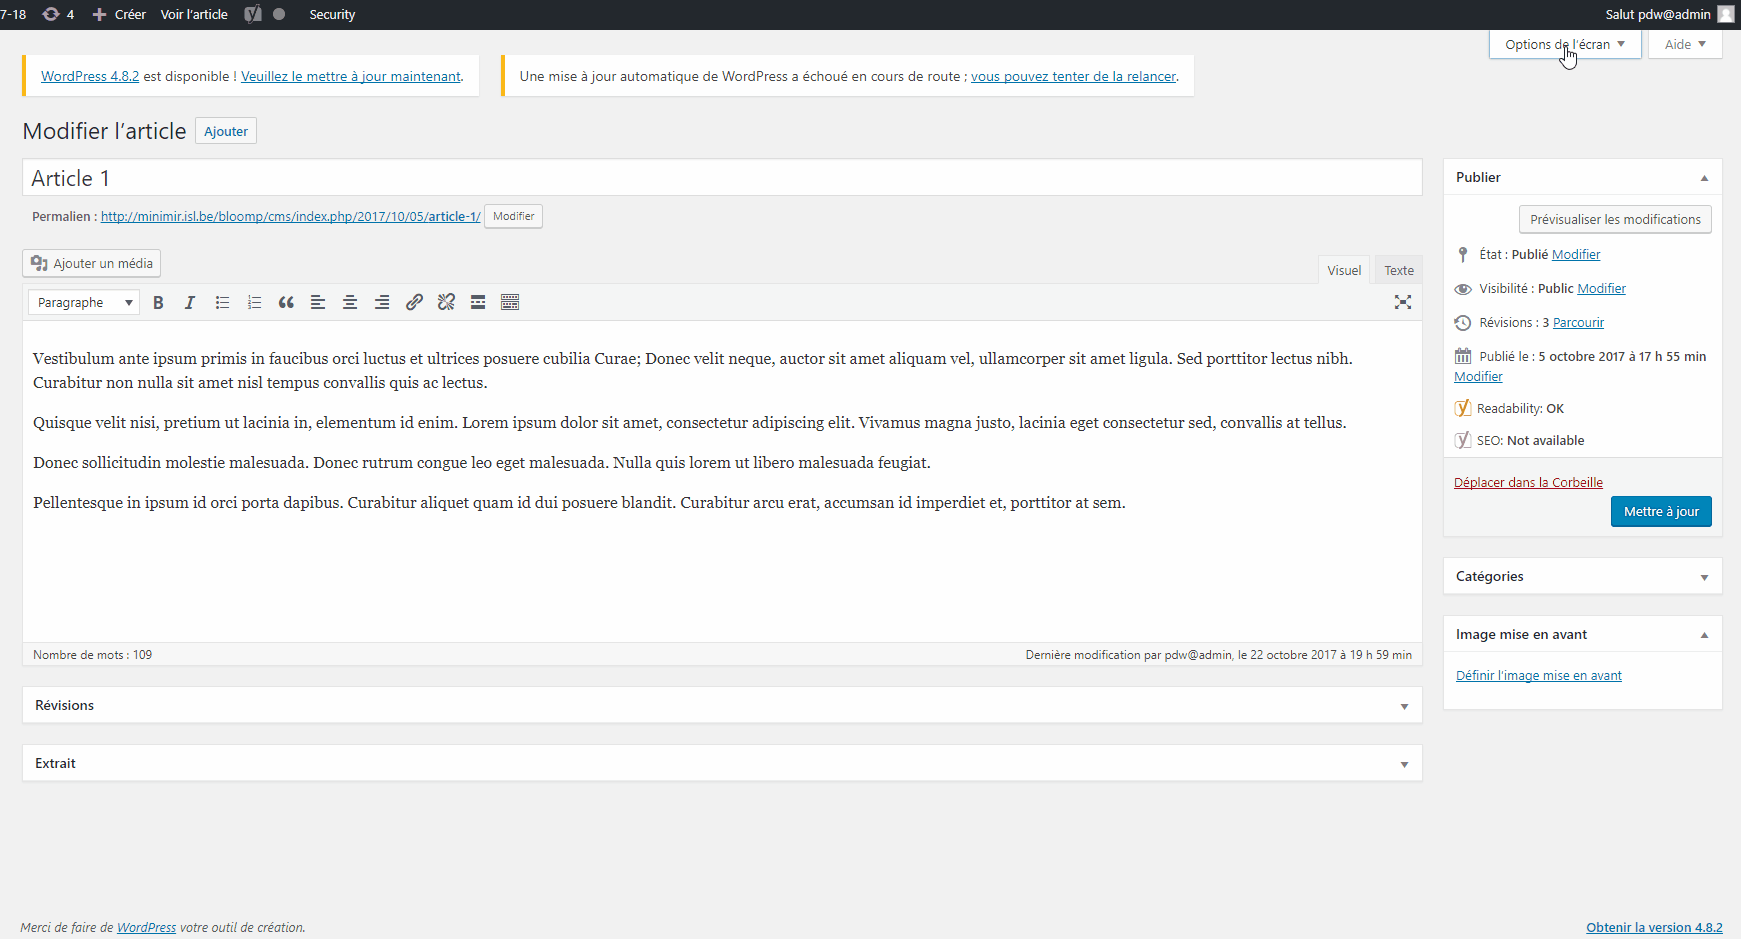 7-18 4 Créer Voir l'article Security Salut pdw@admin
Options de l'écran Aide
WordPress 4.8.2 est disponible ! Veuillez le mettre à jour maintenant.
Une mise à jour automatique de WordPress a échoué en cours de route ; vous pouvez tenter de la relancer.
Modifier l'article Ajouter
Article 1
Permalien : http://minimir.isl.be/bloomp/cms/index.php/2017/10/05/article-1/ Modifier
Ajouter un média
Visuel Texte
Paragraphe
Vestibulum ante ipsum primis in faucibus orci luctus et ultrices posuere cubilia Curae; Donec velit neque, auctor sit amet aliquam vel, ullamcorper sit amet ligula. Sed porttitor lectus nibh.
Curabitur non nulla sit amet nisl tempus convallis quis ac lectus.
Quisque velit nisi, pretium ut lacinia in, elementum id enim. Lorem ipsum dolor sit amet, consectetur adipiscing elit. Vivamus magna justo, lacinia eget consectetur sed, convallis at tellus.
Donec sollicitudin molestie malesuada. Donec rutrum congue leo eget malesuada. Nulla quis lorem ut libero malesuada feugiat.
Pellentesque in ipsum id orci porta dapibus. Curabitur aliquet quam id dui posuere blandit. Curabitur arcu erat, accumsan id imperdiet et, porttitor at sem.
Nombre de mots : 109
Dernière modification par pdw@admin, le 22 octobre 2017 à 19 h 59 min
Révisions
Extrait
Publier
Prévisualiser les modifications
État : Publié Modifier
Visibilité : Public Modifier
Révisions : 3 Parcourir
Publié le : 5 octobre 2017 à 17 h 55 min
Modifier
Readability: OK
SEO: Not available
Déplacer dans la Corbeille
Mettre à jour
Catégories
Image mise en avant
Définir l'image mise en avant
Merci de faire de WordPress votre outil de création.
Obtenir la version 4.8.2